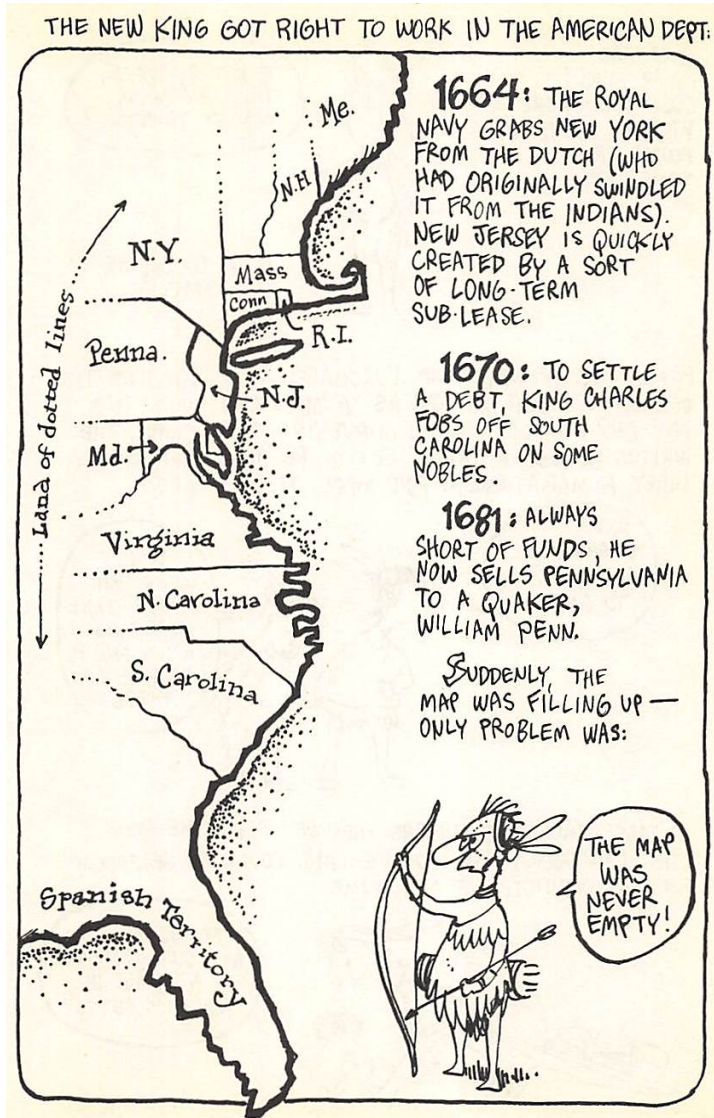 THE NEW KING GOT RIGHT TO WORK IN THE AMERICAN DEPT:
Me.
N.H.
N.Y.
Mass
Conn
R.I.
Penna.
N.J.
Md.
Land of dotted lines
Virginia
N. Carolina
S. Carolina
Spanish Territory
1664: THE ROYAL
NAVY GRABS NEW YORK
FROM THE DUTCH (WHO
HAD ORIGINALLY SWINDLED
IT FROM THE INDIANS).
NEW JERSEY IS QUICKLY
CREATED BY A SORT
OF LONG-TERM
SUB-LEASE.
1670: TO SETTLE
A DEBT, KING CHARLES
FOBS OFF SOUTH
CAROLINA ON SOME
NOBLES.
1681: ALWAYS
SHORT OF FUNDS, HE
NOW SELLS PENNSYLVANIA
TO A QUAKER,
WILLIAM PENN.
SUDDENLY, THE
MAP WAS FILLING UP —
ONLY PROBLEM WAS:
THE MAP
WAS
NEVER
EMPTY!